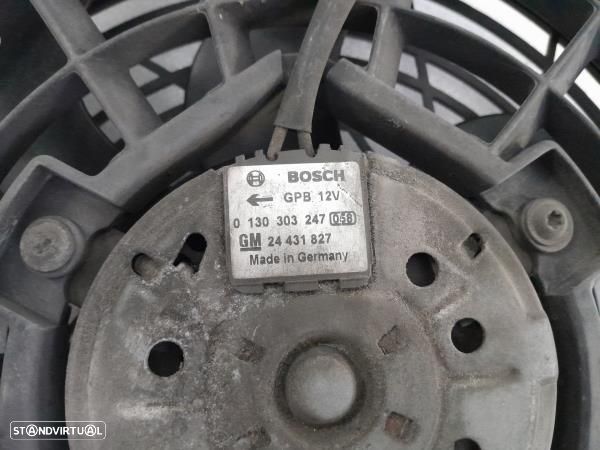 BOSCH
GPB 12V
0 130 303 247 058
GM 24 431 827
Made in Germany
STANDVIRTUAL